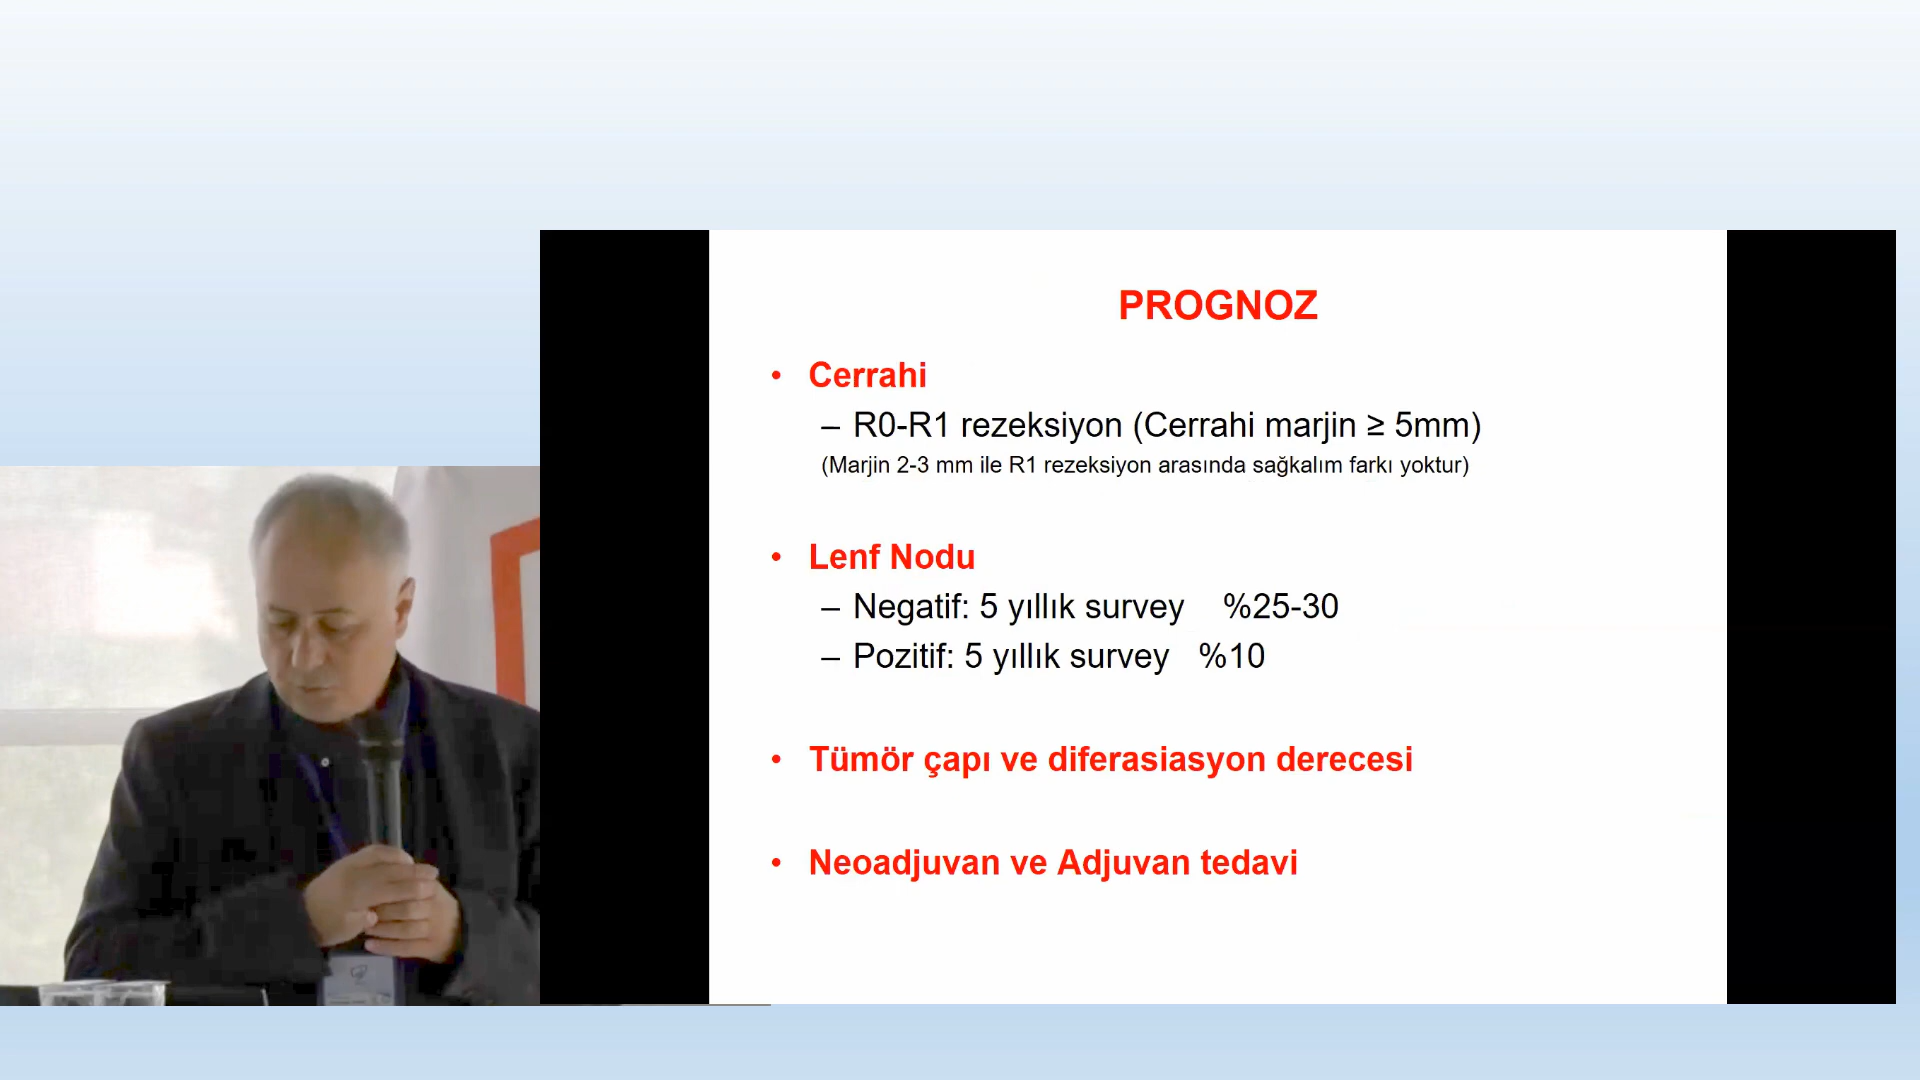 PROGNOZ
• Cerrahi
– R0-R1 rezeksiyon (Cerrahi marjin ≥ 5mm)
(Marjin 2-3 mm ile R1 rezeksiyon arasında sağkalım farkı yoktur)
• Lenf Nodu
– Negatif: 5 yıllık survey %25-30
– Pozitif: 5 yıllık survey %10
• Tümör çapı ve diferasiasyon derecesi
• Neoadjuvan ve Adjuvan tedavi